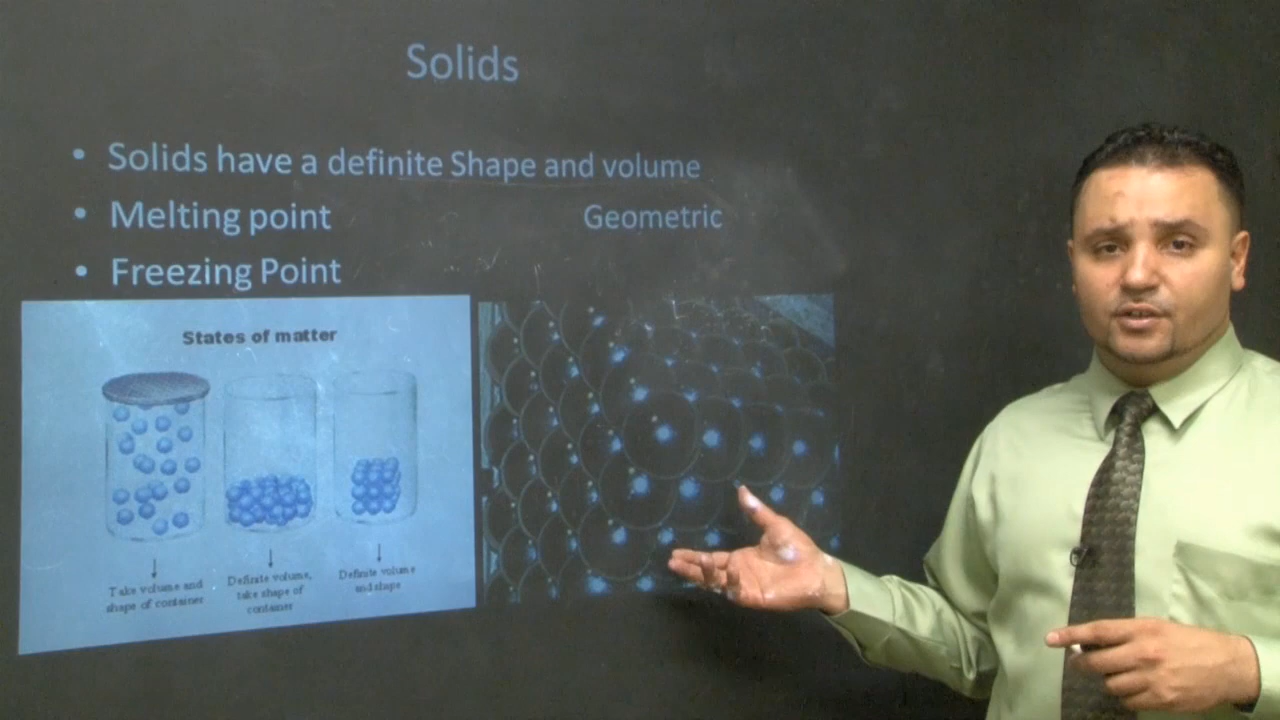 Solids
• Solids have a definite Shape and volume
• Melting point
Geometric
• Freezing Point
States of matter
Take volume and
shape of container
Definite volume,
take shape of
container
Definite volume
and shape